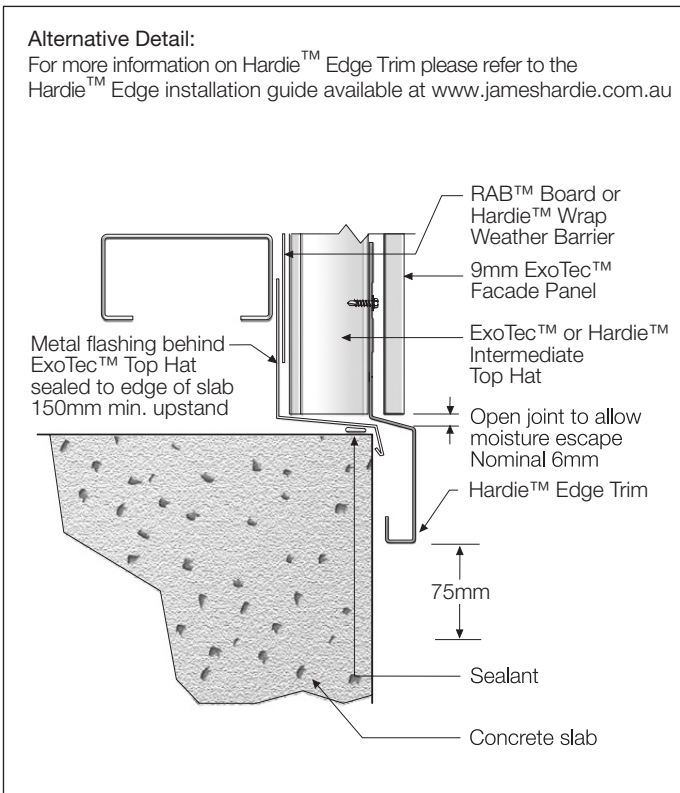 Alternative Detail:
For more information on Hardie™ Edge Trim please refer to the
Hardie™ Edge installation guide available at www.jameshardie.com.au
RAB™ Board or
Hardie™ Wrap
Weather Barrier
9mm ExoTec™
Facade Panel
ExoTec™ or Hardie™
Intermediate
Top Hat
Metal flashing behind
ExoTec™ Top Hat
sealed to edge of slab
150mm min. upstand
Open joint to allow
moisture escape
Nominal 6mm
Hardie™ Edge Trim
75mm
Sealant
Concrete slab